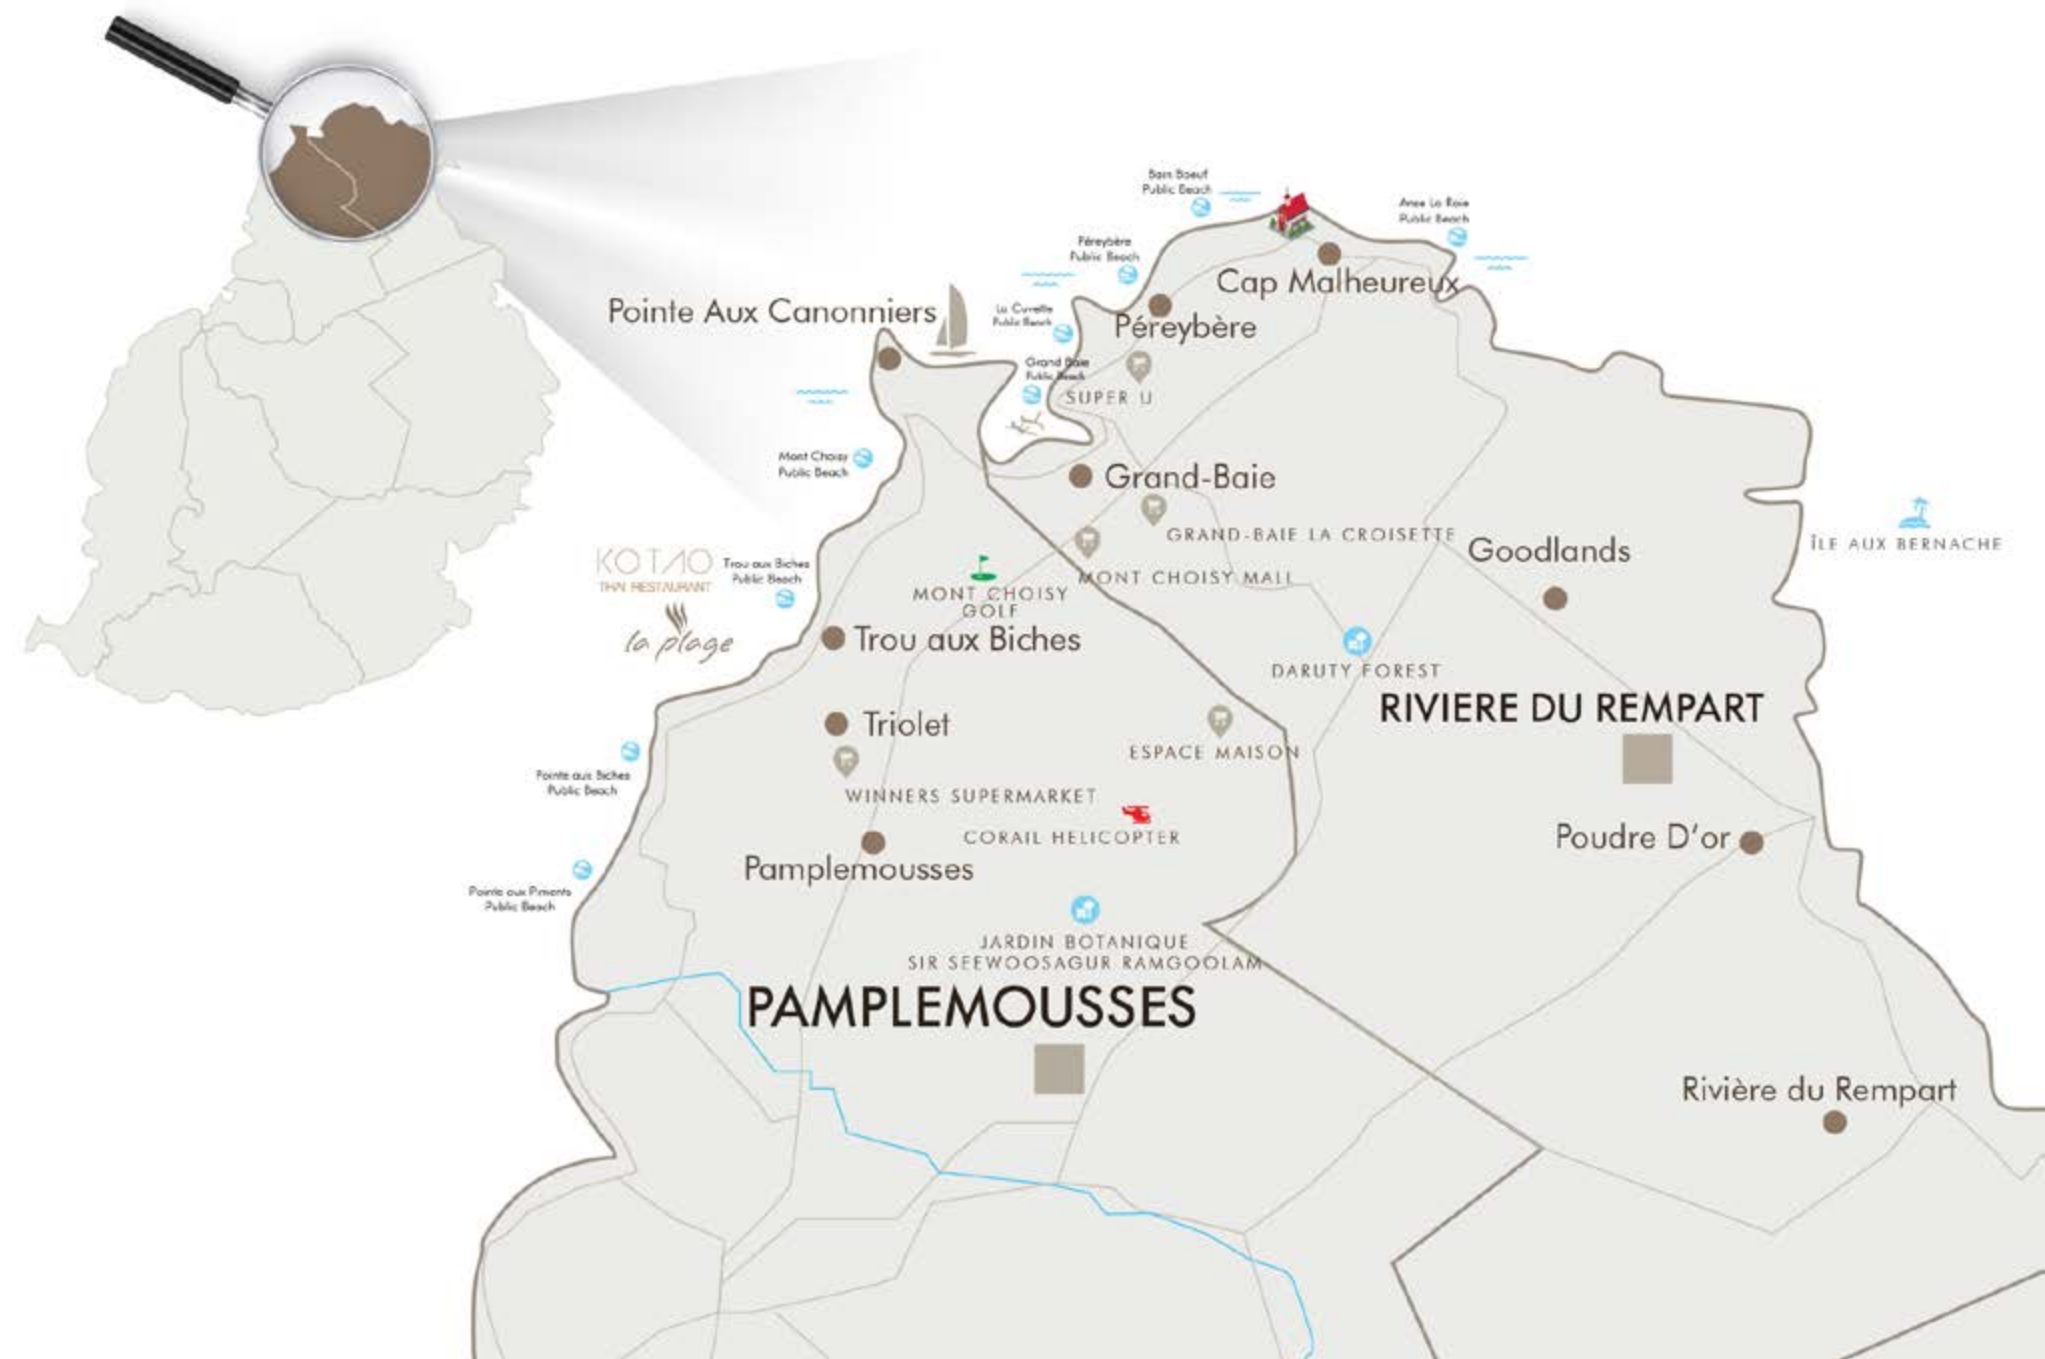 Bain Boeuf
Public Beach
Anse La Raie
Public Beach
Péreybère
Public Beach
Cap Malheureux
Pointe Aux Canonniers
La Cuvette
Public Beach
Péreybère
Grand Baie
Public Beach
SUPER U
Mont Choisy
Public Beach
Grand-Baie
GRAND-BAIE LA CROISETTE
Goodlands
ÎLE AUX BERNACHE
KO TAO
THAI RESTAURANT
Trou aux Biches
Public Beach
MONT CHOISY MALL
MONT CHOISY
GOLF
la plage
Trou aux Biches
DARUTY FOREST
RIVIERE DU REMPART
Triolet
ESPACE MAISON
Pointe aux Biches
Public Beach
WINNERS SUPERMARKET
CORAIL HELICOPTER
Poudre D'or
Pamplemousses
Pointe aux Piments
Public Beach
JARDIN BOTANIQUE
SIR SEEWOOSAGUR RAMGOOLAM
PAMPLEMOUSSES
Rivière du Rempart